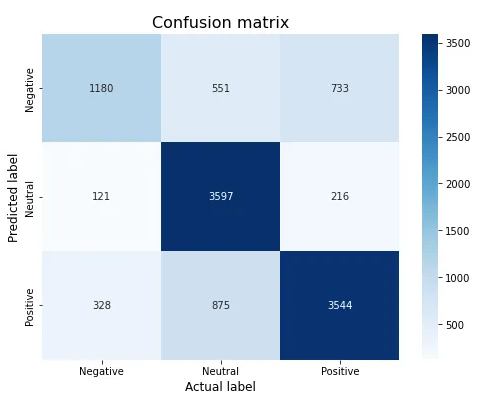 Confusion matrix
Predicted label
Negative
1180 551 733
Neutral
121 3597 216
Positive
328 875 3544
Negative Neutral Positive
Actual label
3500
3000
2500
2000
1500
1000
500